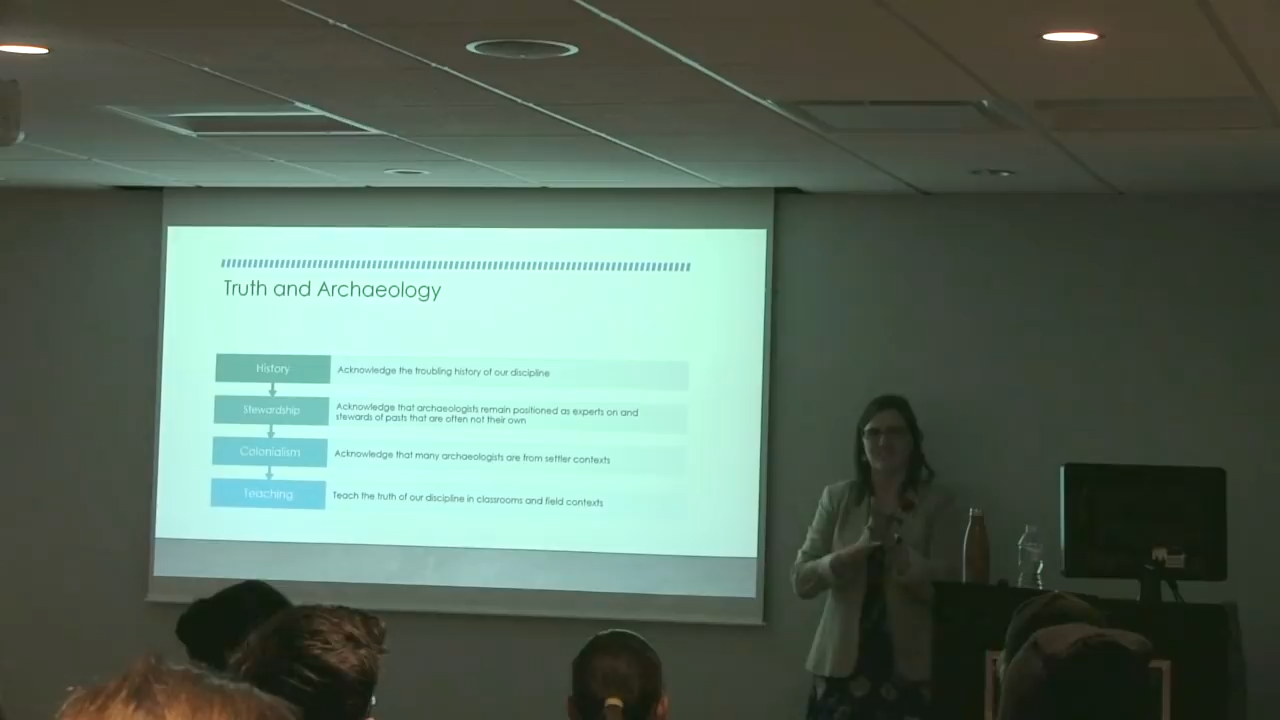 Truth and Archaeology
History
Acknowledge the troubling history of our discipline
Stewardship
Acknowledge that archaeologists remain positioned as experts on and
stewards of pasts that are often not their own
Colonialism
Acknowledge that many archaeologists are from settler contexts
Teaching
Teach the truth of our discipline in classrooms and field contexts